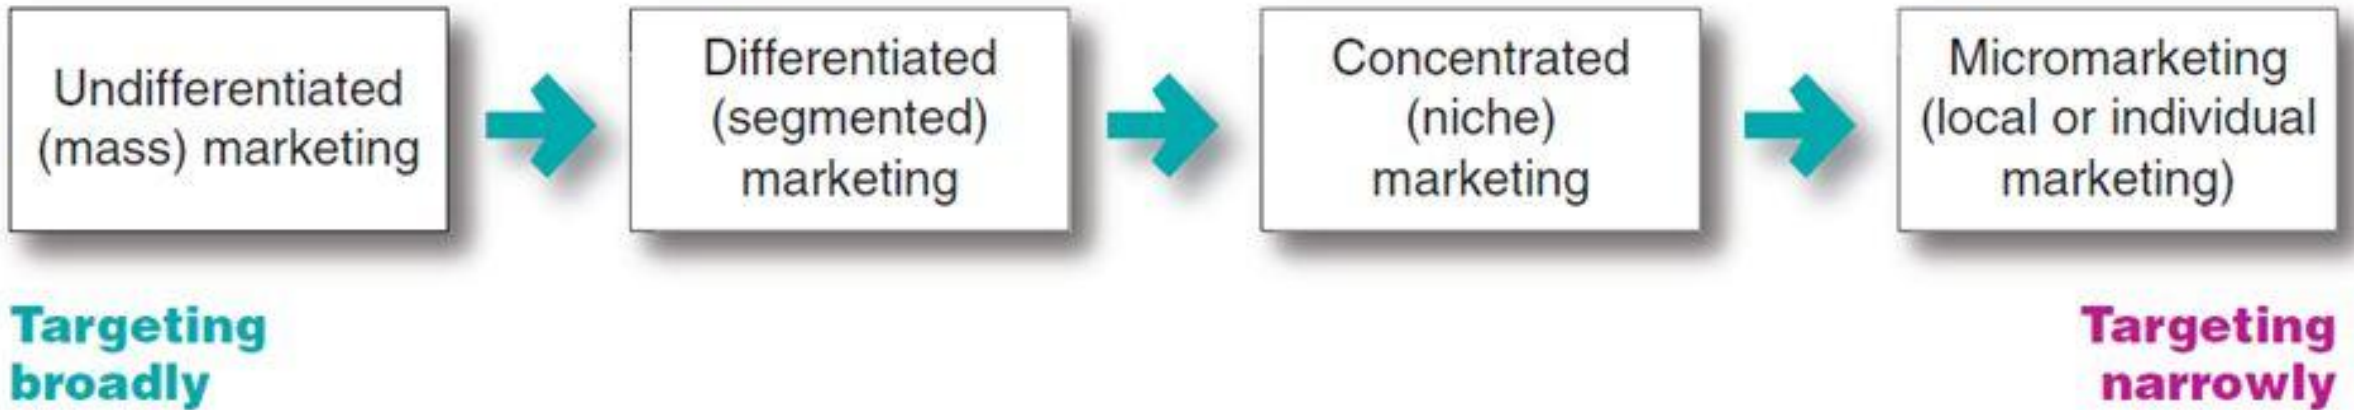 Undifferentiated
(mass) marketing
Differentiated
(segmented)
marketing
Concentrated
(niche)
marketing
Micromarketing
(local or individual
marketing)
Targeting
broadly
Targeting
narrowly